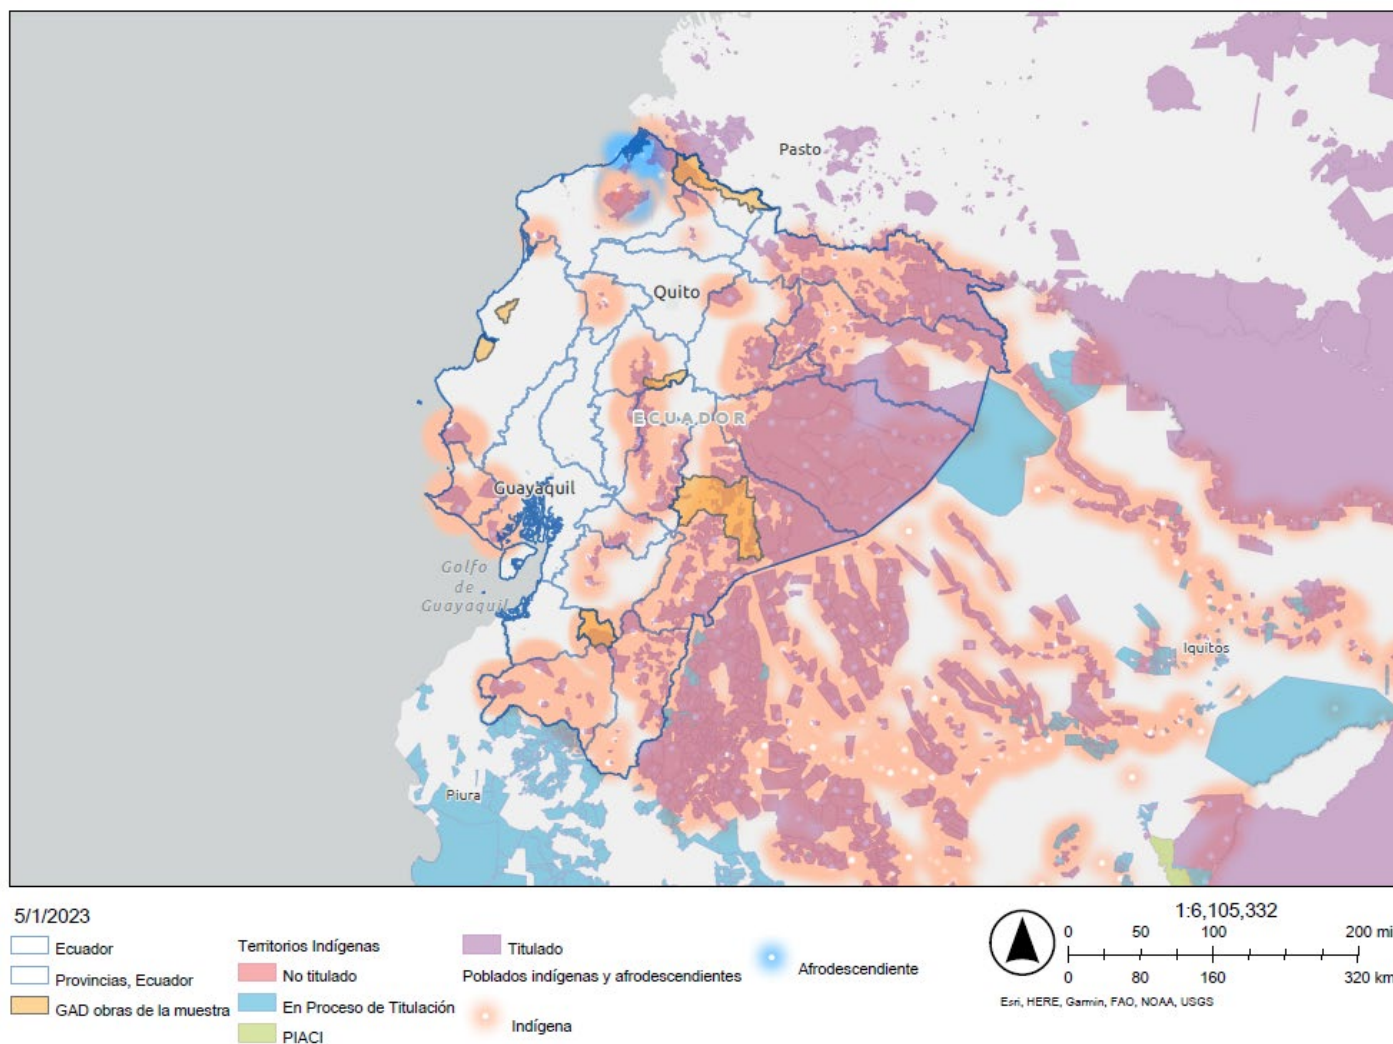 Pasto
Quito
ECUADOR
Guayaquil
Golfo
de
Guayaquil
Iquitos
Piura
5/1/2023
Ecuador
Provincias, Ecuador
GAD obras de la muestra
Territorios Indígenas
No titulado
En Proceso de Titulación
PIACI
Titulado
Poblados indígenas y afrodescendientes
Indígena
Afrodescendiente
1:6,105,332
0 50 100 200 mi
0 80 160 320 km
Esri, HERE, Garmin, FAO, NOAA, USGS